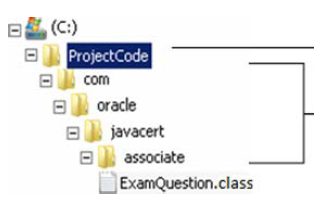 (C:)
ProjectCode
com
oracle
javacert
associate
ExamQuestion.class